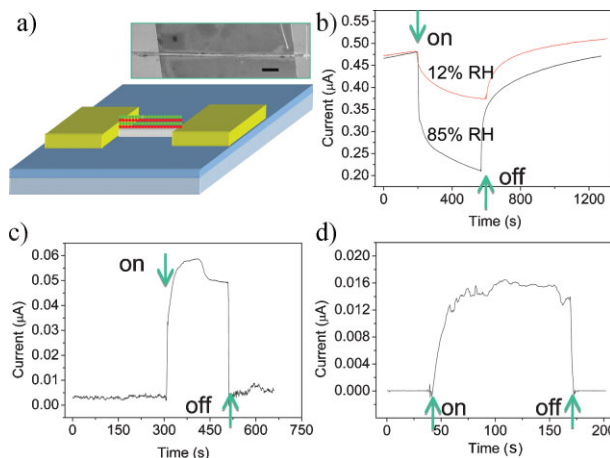 a)
b)
0.55
0.50
0.45
0.40
0.35
0.30
0.25
0.20
Current (μA)
on
12% RH
85% RH
off
0
400
800
1200
Time (s)
c)
0.06
0.05
0.04
0.03
0.02
0.01
0.00
Current (μA)
on
off
0
150
300
450
600
750
Time (s)
d)
0.020
0.016
0.012
0.008
0.004
0.000
Current (μA)
on
off
0
50
100
150
200
Time (s)